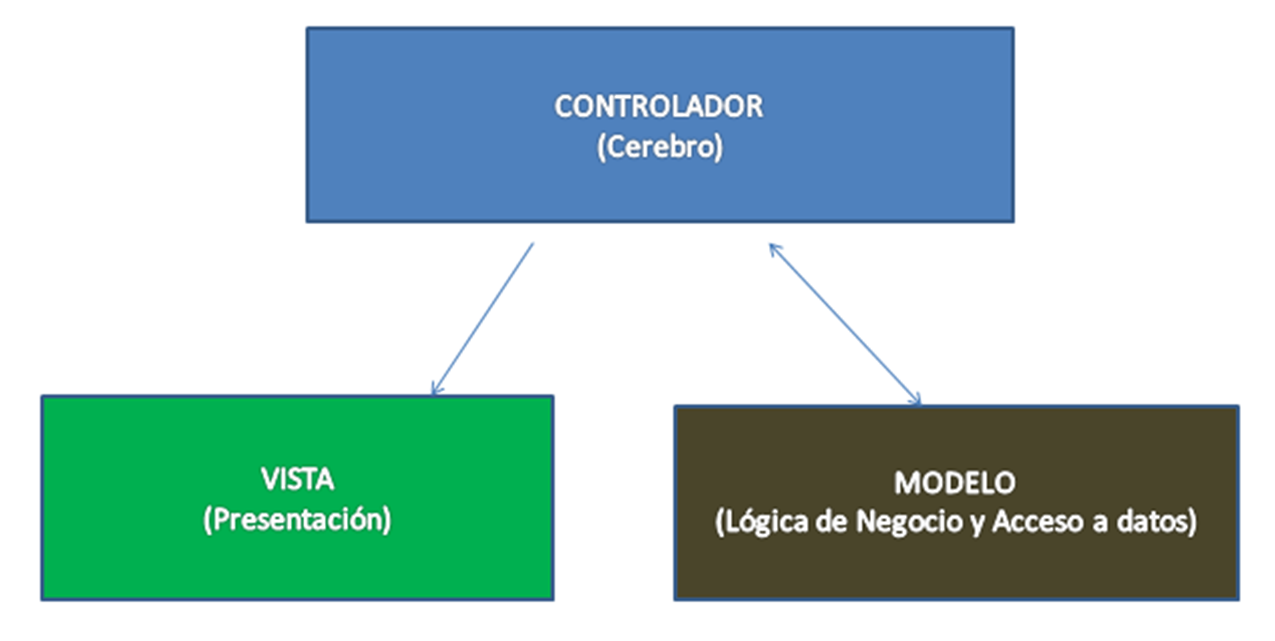 CONTROLADOR
(Cerebro)
VISTA
(Presentación)
MODELO
(Lógica de Negocio y Acceso a datos)